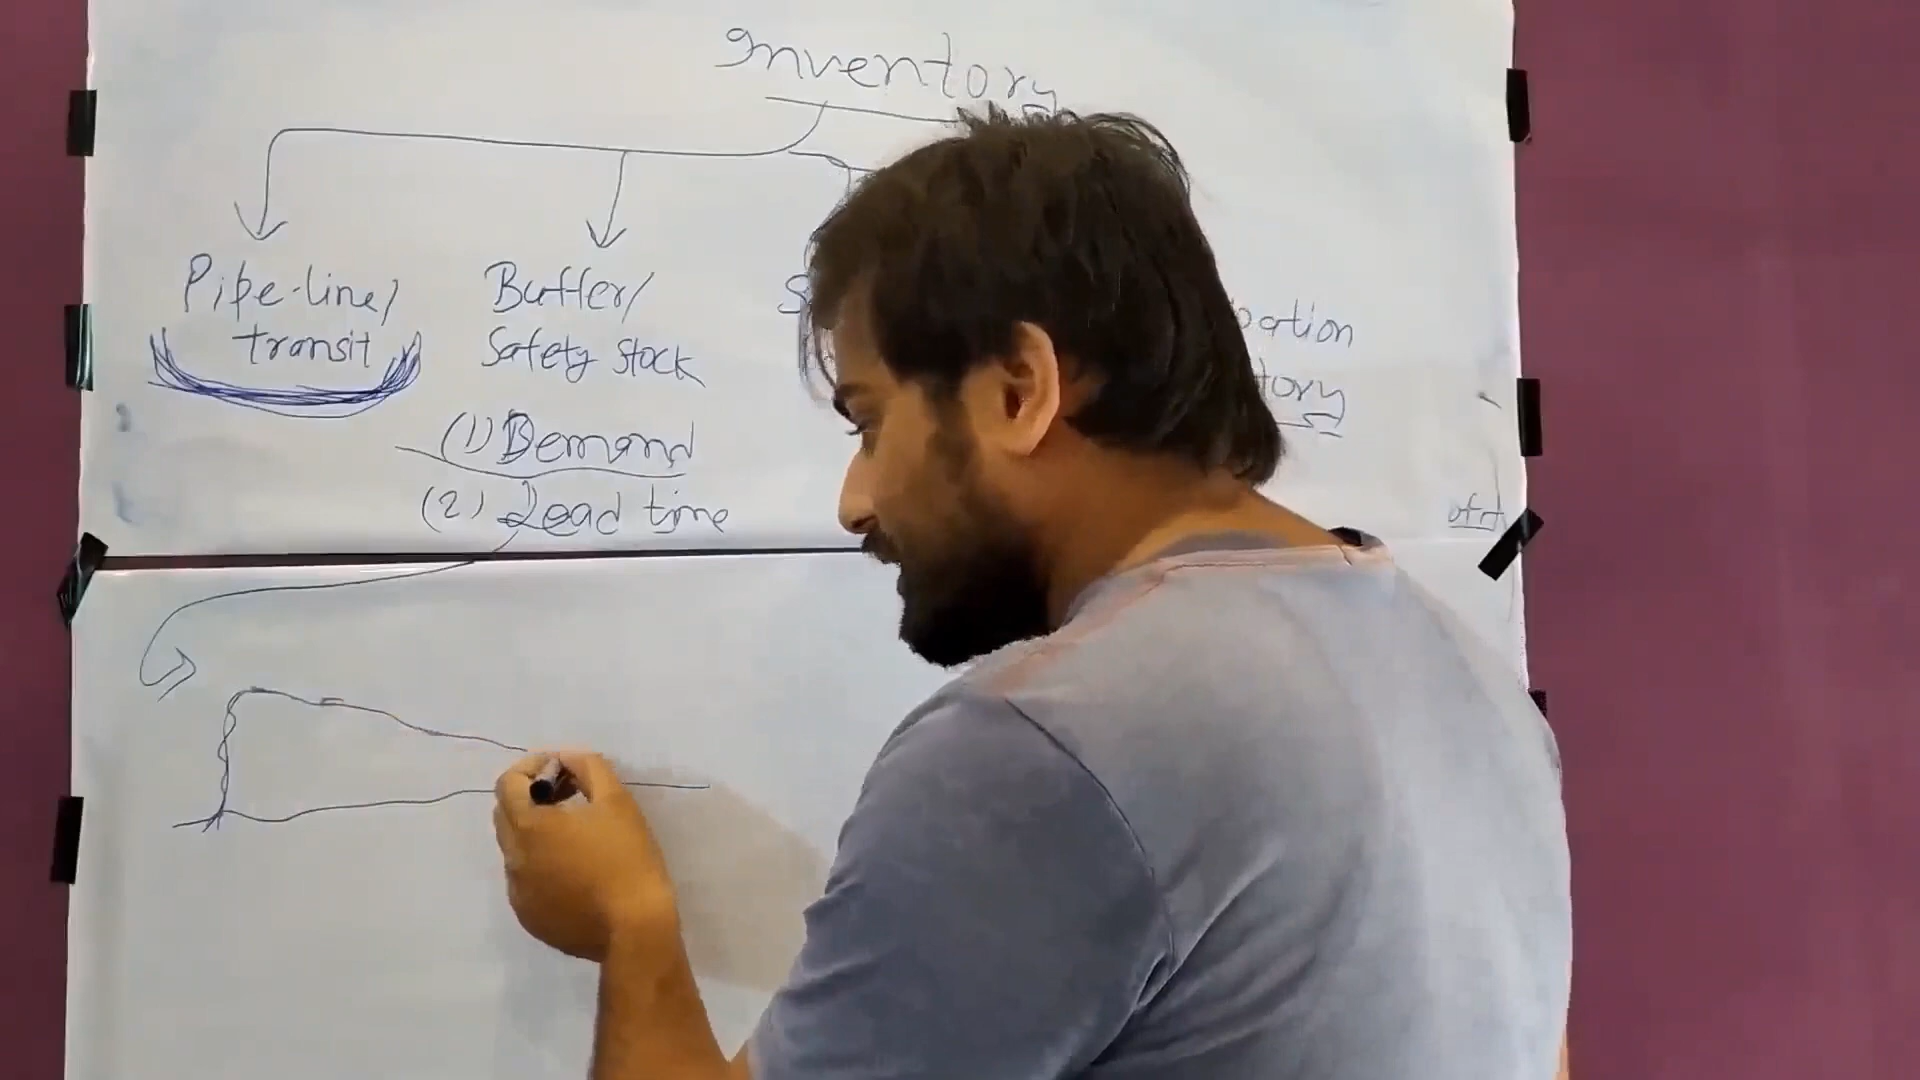 Inventory
Pipe-line/
transit
Buffer/
Safety stock
(1) Demand
(2) Lead time